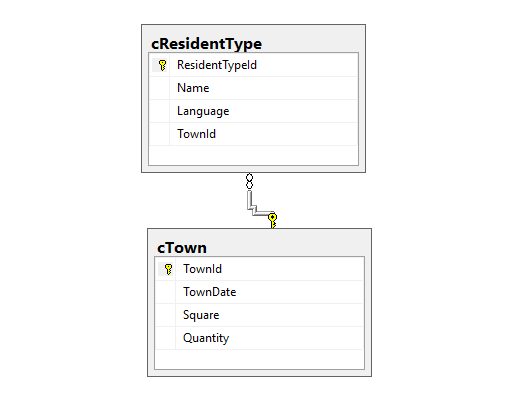 cResidentType
ResidentTypeId
Name
Language
TownId
cTown
TownId
TownDate
Square
Quantity